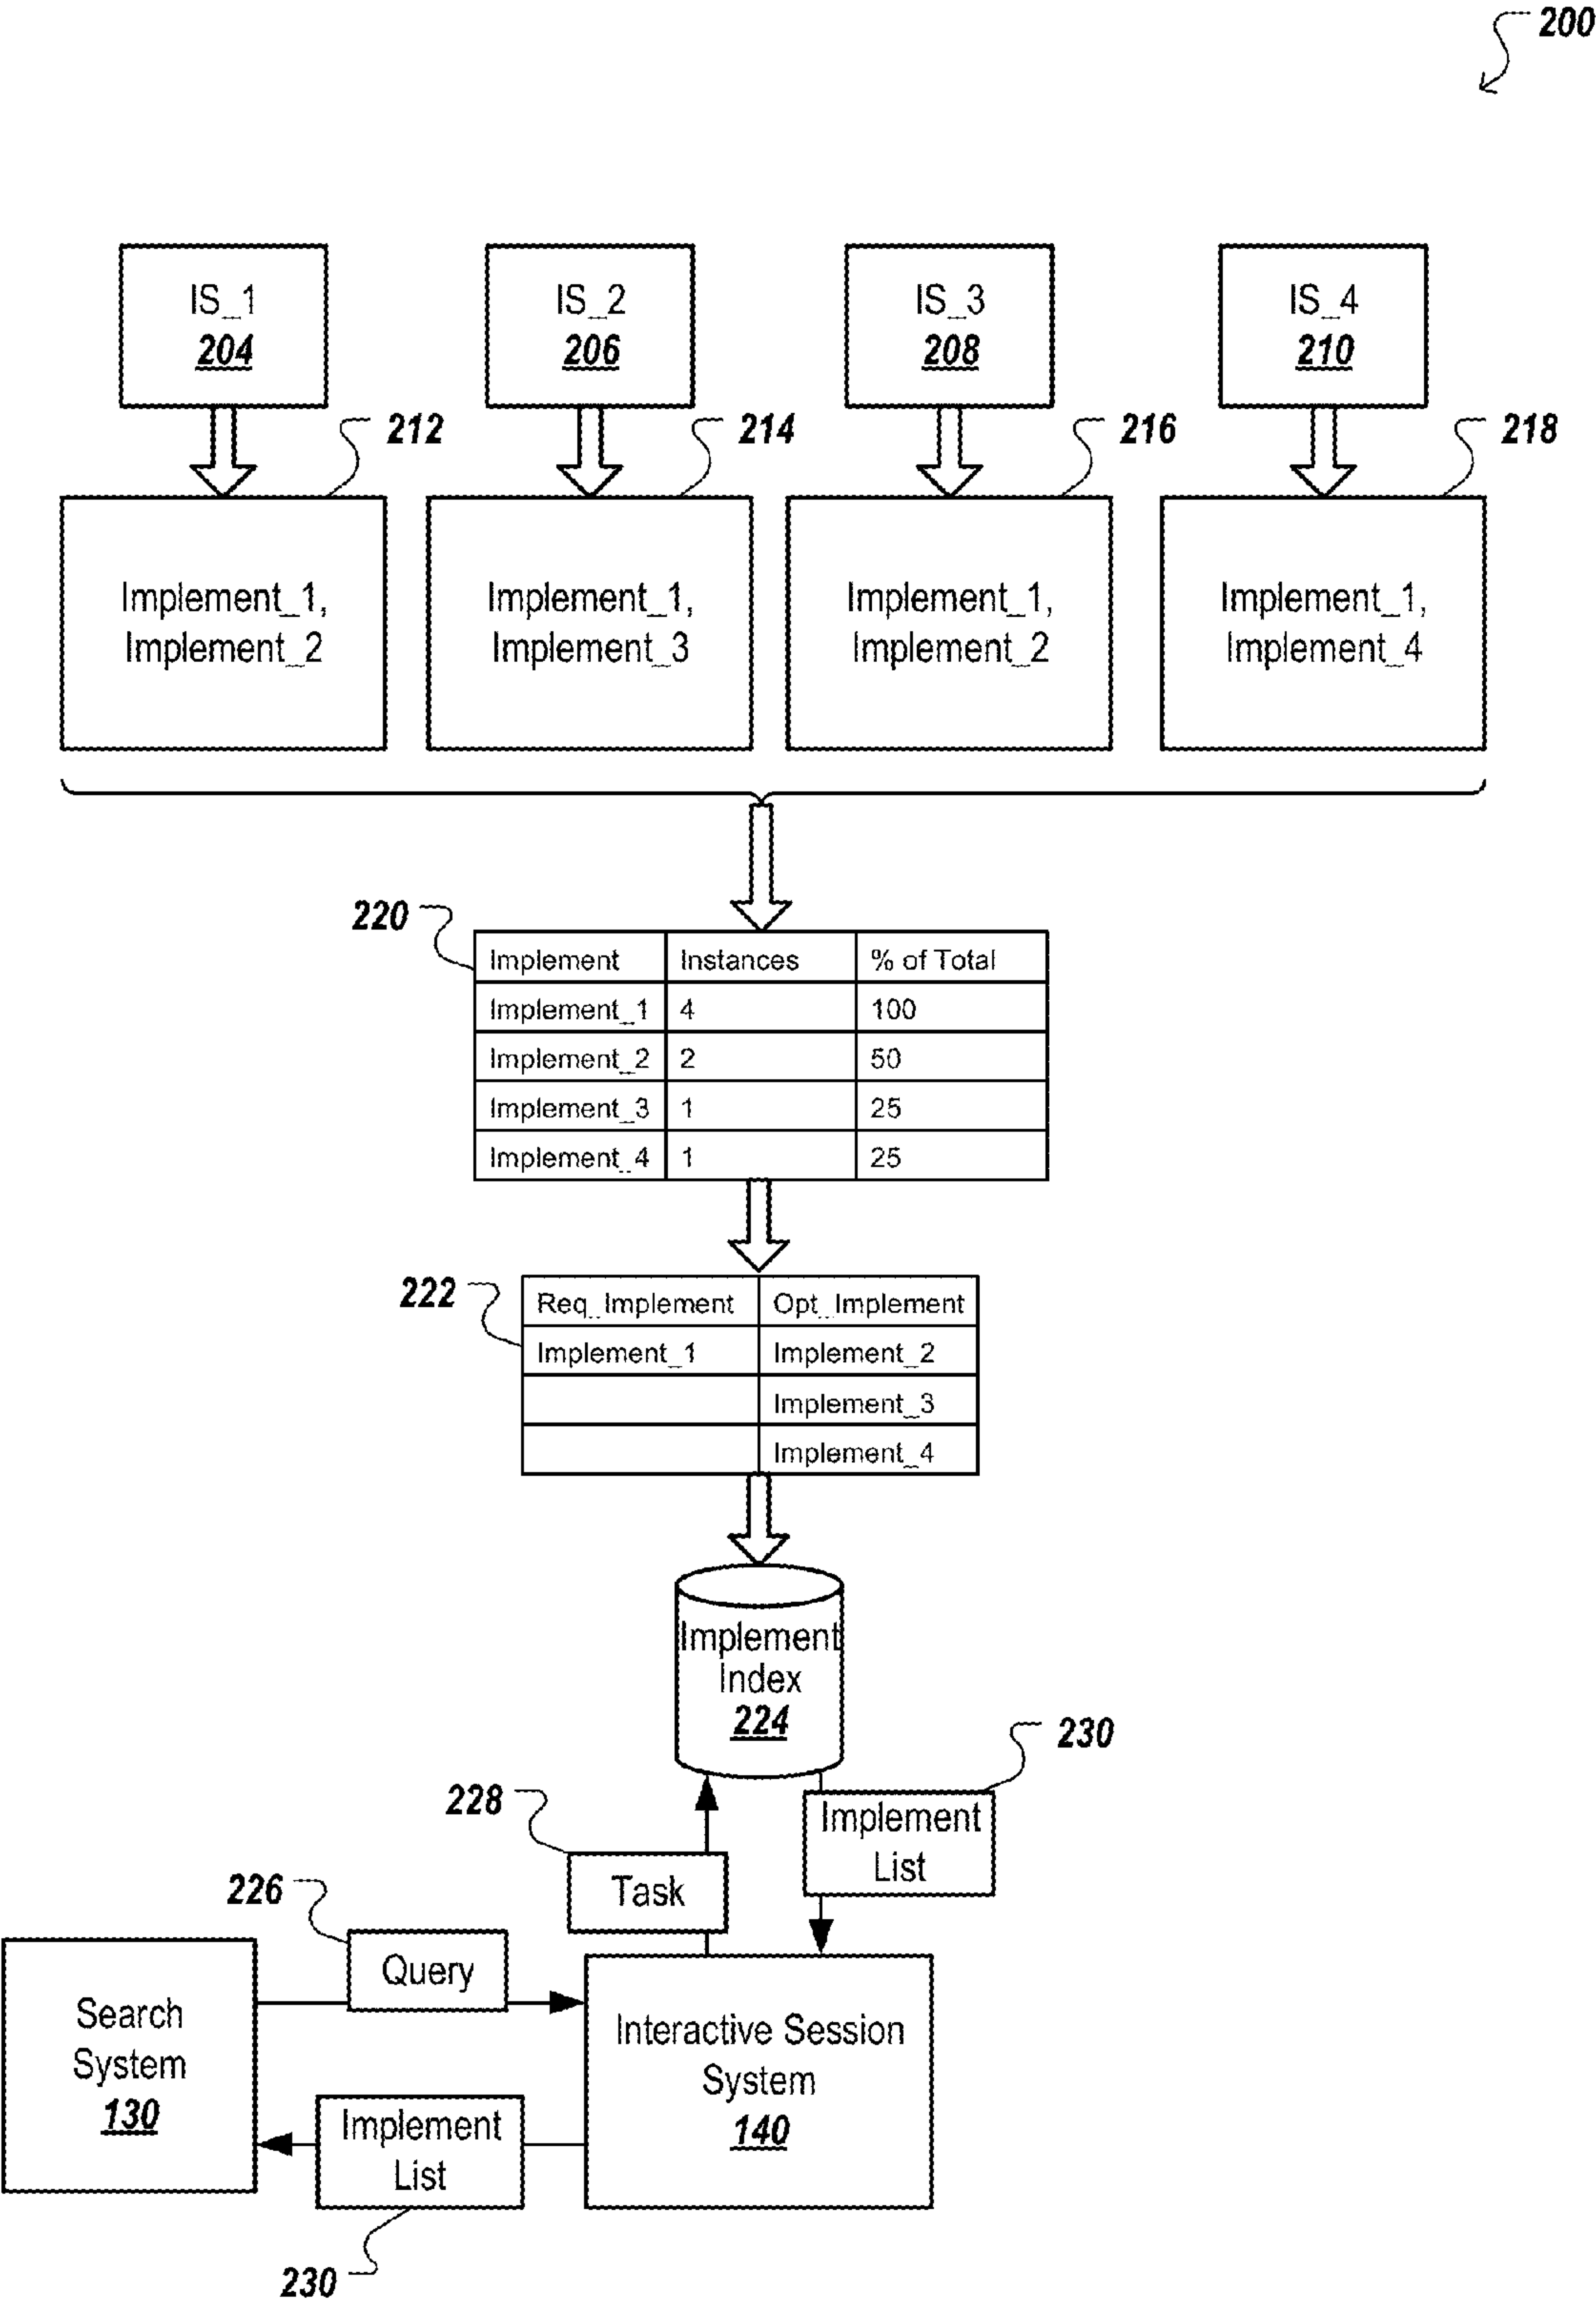 200
IS_1
204
IS_2
206
IS_3
208
IS_4
210
212
214
216
218
Implement_1,
Implement_2
Implement_1,
Implement_3
Implement_1,
Implement_2
Implement_1,
Implement_4
220
Implement Instances % of Total
Implement_1 4 100
Implement_2 2 50
Implement_3 1 25
Implement_4 1 25
222
Req_Implement Opt_Implement
Implement_1 Implement_2
Implement_3
Implement_4
Implement
Index
224
230
228
Implement
List
Task
226
Query
Search
System
130
Interactive Session
System
140
Implement
List
230